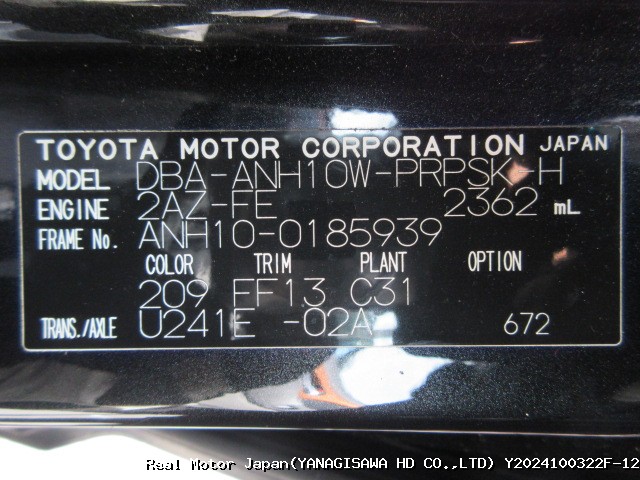 TOYOTA MOTOR CORPORATION JAPAN
MODEL DBA-ANH10W-PRPSK-H
ENGINE 2AZ-FE 2362 mL
FRAME No. ANH10-0185939
COLOR TRIM PLANT OPTION
209 FF13 C31
TRANS./AXLE U241E -02A 672
Real Motor Japan(YANAGISAWA HD CO.,LTD) Y2024100322F-12